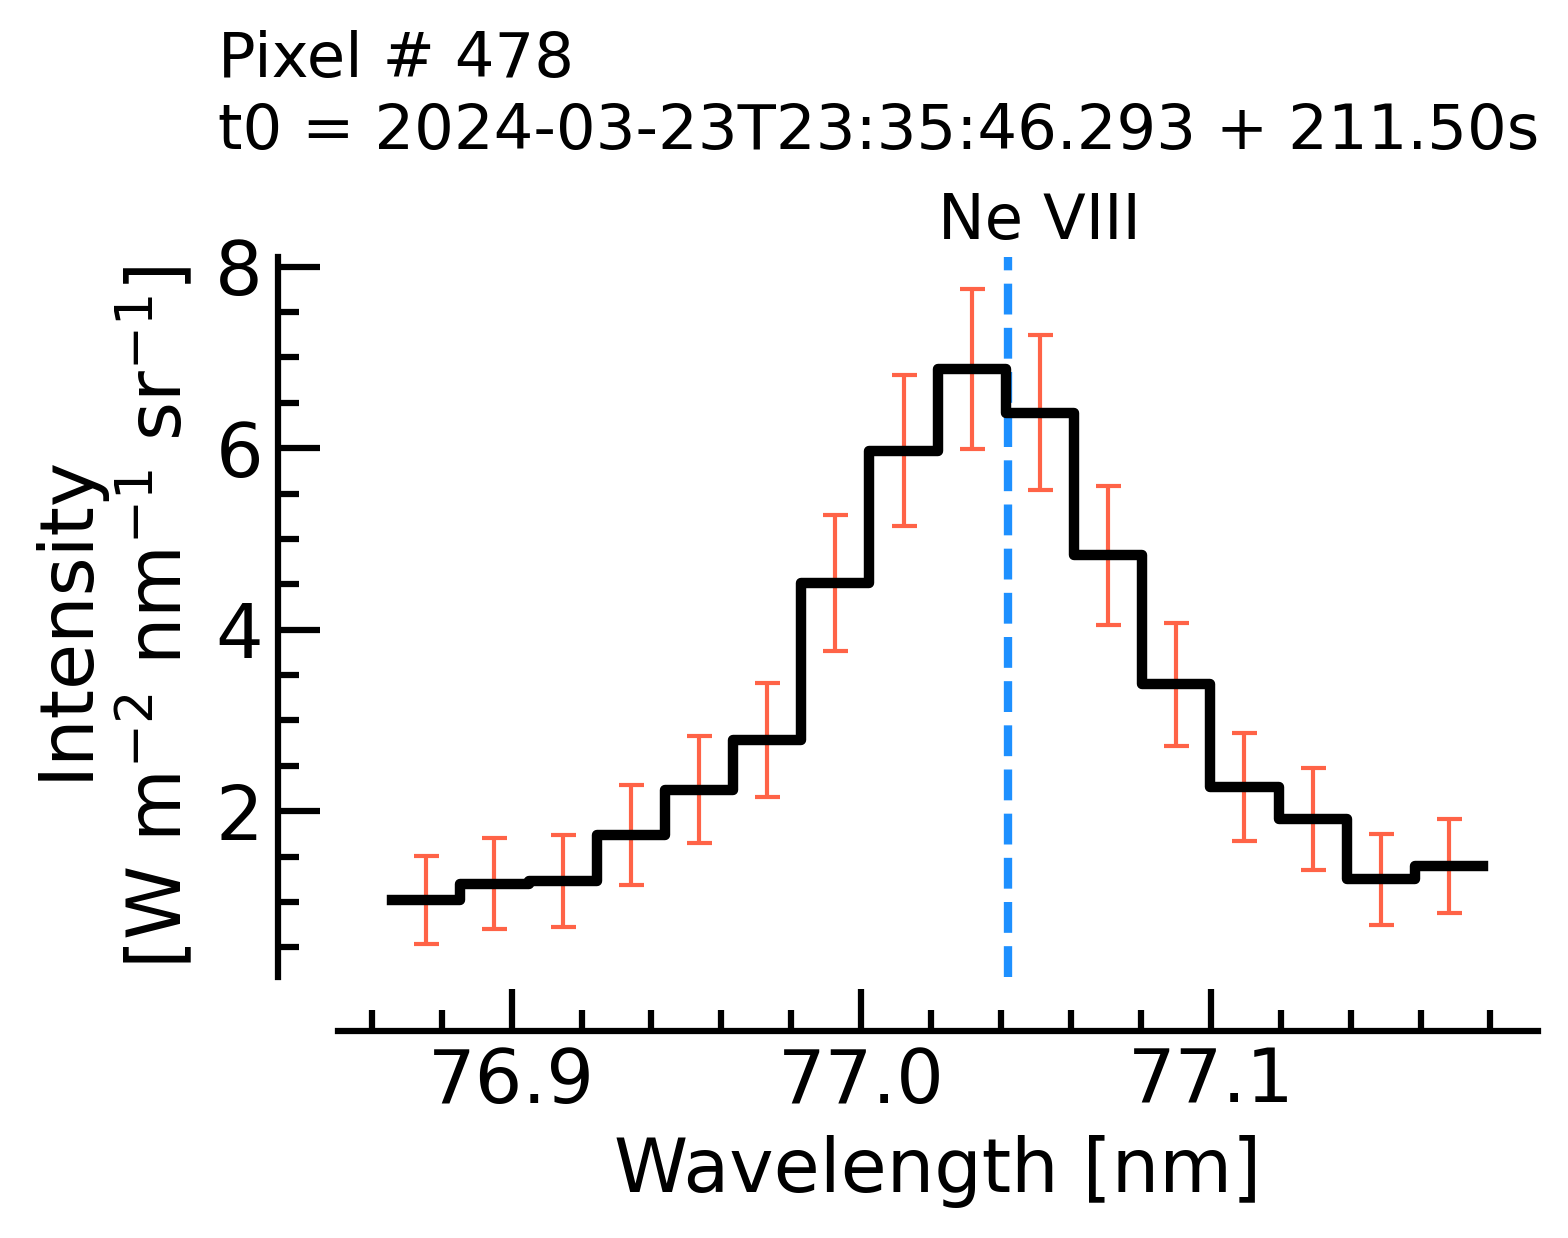 Pixel # 478
t0 = 2024-03-23T23:35:46.293 + 211.50s
Ne VIII
Intensity
[W m⁻² nm⁻¹ sr⁻¹]
8
6
4
2
76.9 77.0 77.1
Wavelength [nm]